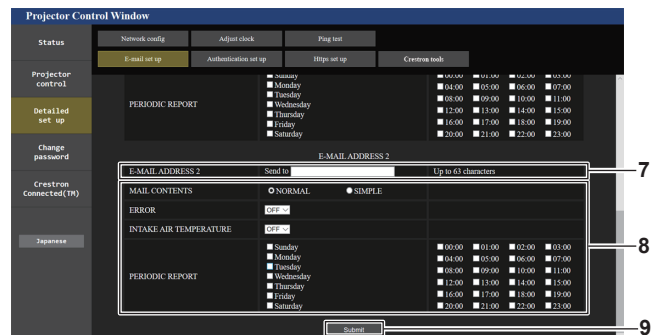 Projector Control Window
Status
Network config Adjust clock Ping test
E-mail set up Authentication set up Https set up Crestron tools
Projector control
Detailed set up
Change password
Crestron Connected(TM)
Japanese
PERIODIC REPORT
Sunday 00:00 01:00 02:00 03:00
Monday 04:00 05:00 06:00 07:00
Tuesday 08:00 09:00 10:00 11:00
Wednesday 12:00 13:00 14:00 15:00
Thursday 16:00 17:00 18:00 19:00
Friday 20:00 21:00 22:00 23:00
Saturday
E-MAIL ADDRESS 2
E-MAIL ADDRESS 2 Send to Up to 63 characters 7
MAIL CONTENTS NORMAL SIMPLE
ERROR OFF
INTAKE AIR TEMPERATURE OFF
8
PERIODIC REPORT
Sunday 00:00 01:00 02:00 03:00
Monday 04:00 05:00 06:00 07:00
Tuesday 08:00 09:00 10:00 11:00
Wednesday 12:00 13:00 14:00 15:00
Thursday 16:00 17:00 18:00 19:00
Friday 20:00 21:00 22:00 23:00
Saturday
Submit 9